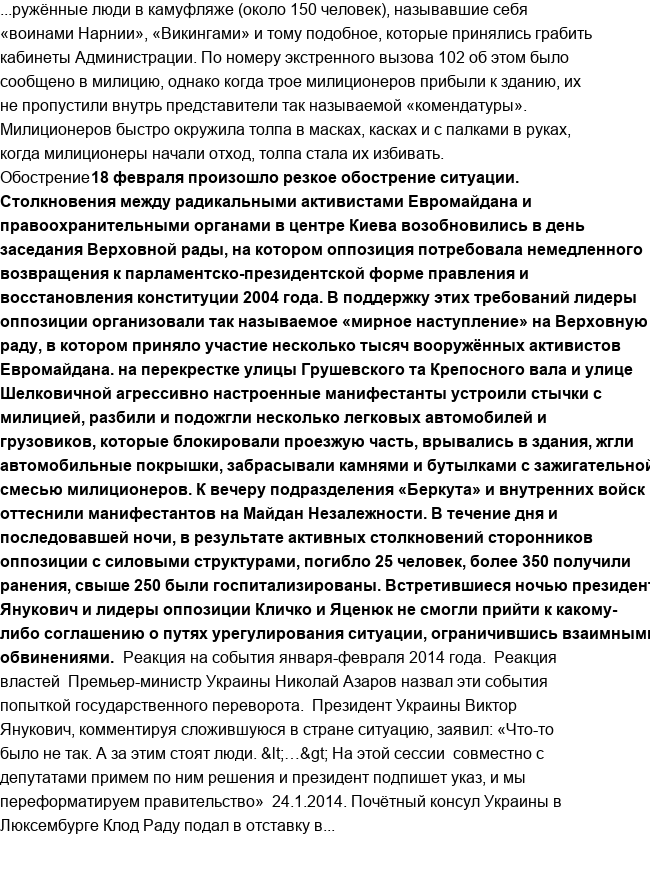 ...ружённые люди в камуфляже (около 150 человек), называвшие себя
«воинами Нарнии», «Викингами» и тому подобное, которые принялись грабить
кабинеты Администрации. По номеру экстренного вызова 102 об этом было
сообщено в милицию, однако когда трое милиционеров прибыли к зданию, их
не пропустили внутрь представители так называемой «комендатуры».
Милиционеров быстро окружила толпа в масках, касках и с палками в руках,
когда милиционеры начали отход, толпа стала их избивать.
Обострение18 февраля произошло резкое обострение ситуации.
Столкновения между радикальными активистами Евромайдана и
правоохранительными органами в центре Киева возобновились в день
заседания Верховной рады, на котором оппозиция потребовала немедленного
возвращения к парламентско-президентской форме правления и
восстановления конституции 2004 года. В поддержку этих требований лидеры
оппозиции организовали так называемое «мирное наступление» на Верховную
раду, в котором приняло участие несколько тысяч вооружённых активистов
Евромайдана. на перекрестке улицы Грушевского та Крепосного вала и улице
Шелковичной агрессивно настроенные манифестанты устроили стычки с
милицией, разбили и подожгли несколько легковых автомобилей и
грузовиков, которые блокировали проезжую часть, врывались в здания, жгли
автомобильные покрышки, забрасывали камнями и бутылками с зажигательной
смесью милиционеров. К вечеру подразделения «Беркута» и внутренних войск
оттеснили манифестантов на Майдан Незалежности. В течение дня и
последовавшей ночи, в результате активных столкновений сторонников
оппозиции с силовыми структурами, погибло 25 человек, более 350 получили
ранения, свыше 250 были госпитализированы. Встретившиеся ночью президент
Янукович и лидеры оппозиции Кличко и Яценюк не смогли прийти к какому-
либо соглашению о путях урегулирования ситуации, ограничившись взаимными
обвинениями.  Реакция на события января-февраля 2014 года.  Реакция
властей  Премьер-министр Украины Николай Азаров назвал эти события
попыткой государственного переворота.  Президент Украины Виктор
Янукович, комментируя сложившуюся в стране ситуацию, заявил: «Что-то
было не так. А за этим стоят люди. &lt;…&gt; На этой сессии  совместно с
депутатами примем по ним решения и президент подпишет указ, и мы
переформатируем правительство»  24.1.2014. Почётный консул Украины в
Люксембурге Клод Раду подал в отставку в...